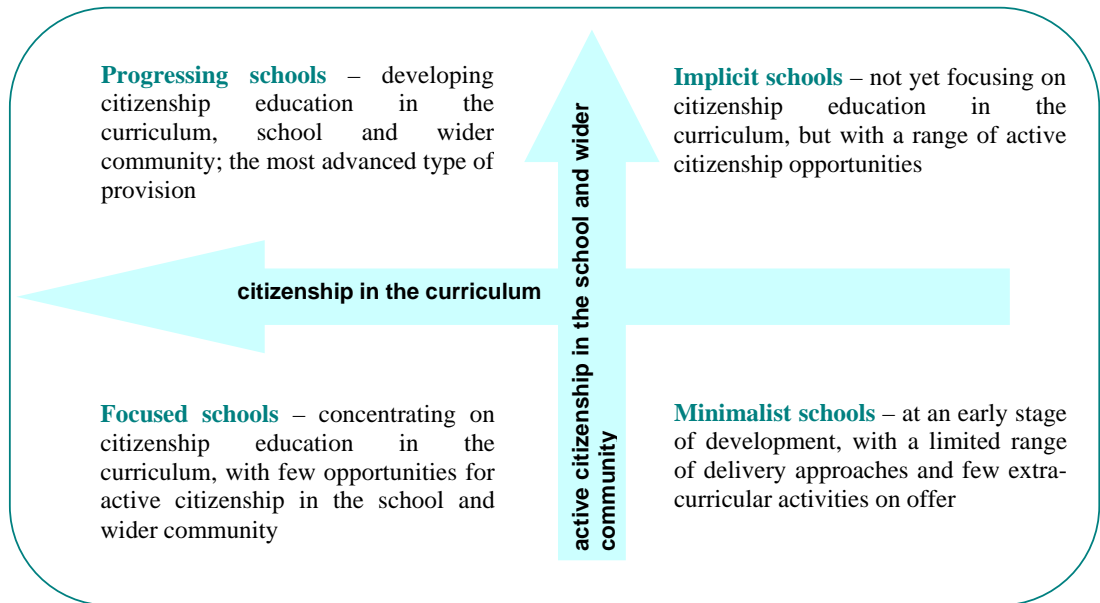 Progressing schools – developing
citizenship education in the
curriculum, school and wider
community; the most advanced type of
provision
Implicit schools – not yet focusing on
citizenship education in the
curriculum, but with a range of active
citizenship opportunities
citizenship in the curriculum
active citizenship in the school and wider
community
Focused schools – concentrating on
citizenship education in the
curriculum, with few opportunities for
active citizenship in the school and
wider community
Minimalist schools – at an early stage
of development, with a limited range
of delivery approaches and few extra-
curricular activities on offer